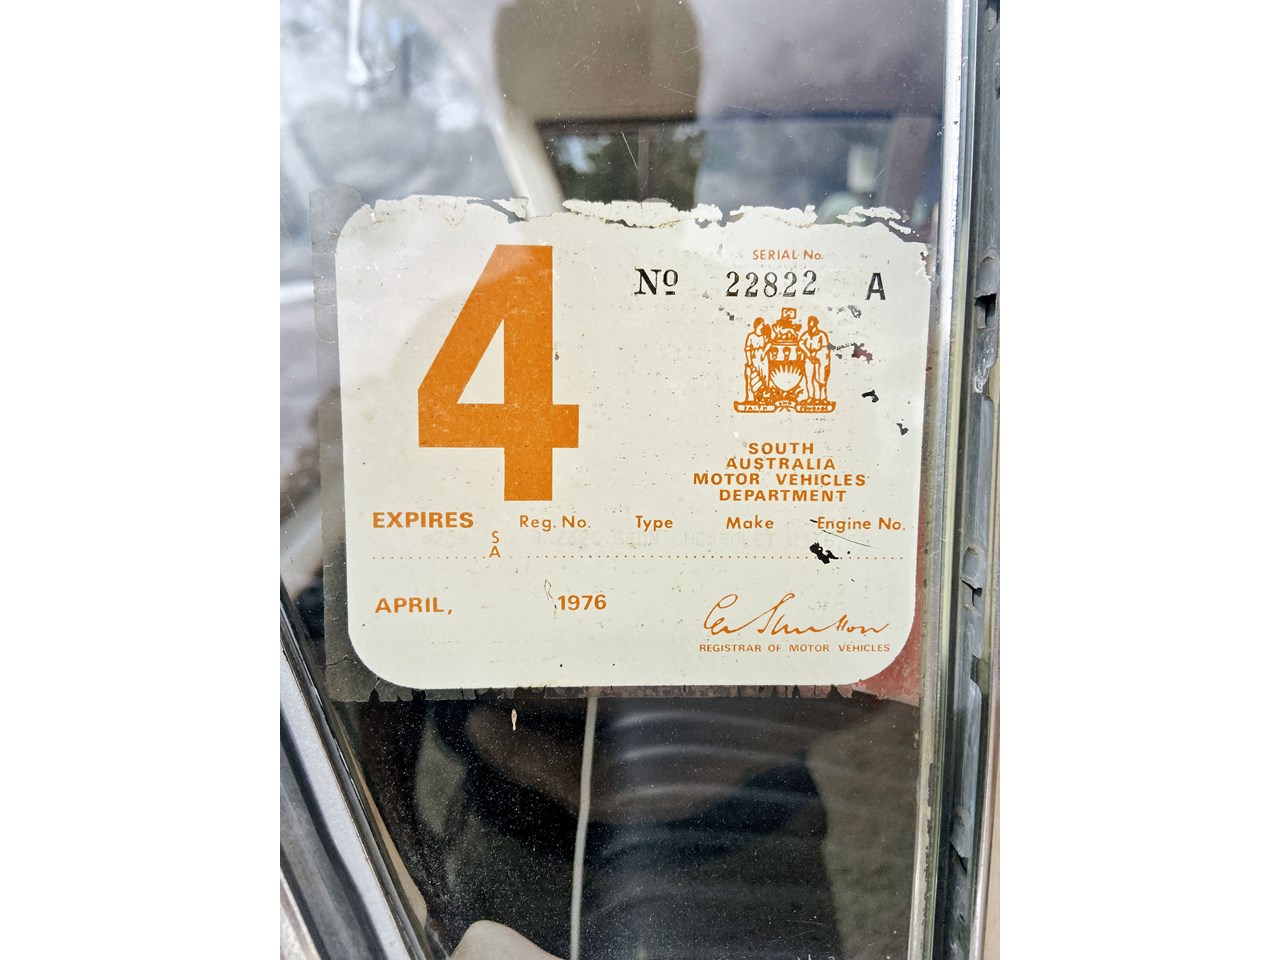 4
SERIAL No.
Nº 22822 A
SOUTH
AUSTRALIA
MOTOR VEHICLES
DEPARTMENT
EXPIRES
Reg. No. Type Make Engine No.
S
A
CHEVROLET
APRIL, 1976
REGISTRAR OF MOTOR VEHICLES